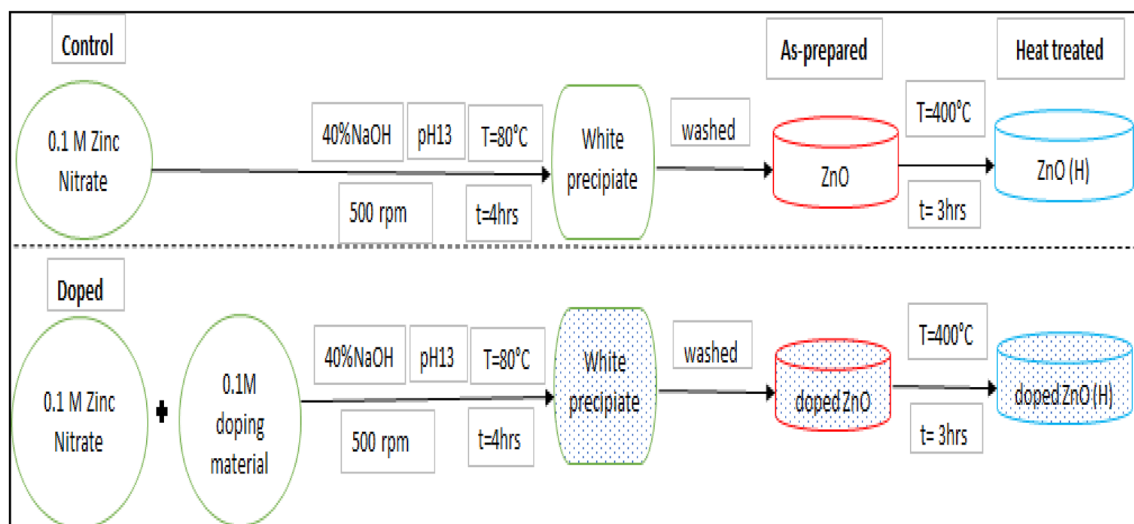 Control
As-prepared
Heat treated
0.1 M Zinc
Nitrate
40%NaOH
pH13
T=80°C
500 rpm
t=4hrs
White
precipiate
washed
ZnO
T=400°C
t= 3hrs
ZnO (H)
Doped
0.1 M Zinc
Nitrate
+
0.1M
doping
material
40%NaOH
pH13
T=80°C
500 rpm
t=4hrs
White
precipiate
washed
doped ZnO
T=400°C
t= 3hrs
doped ZnO (H)